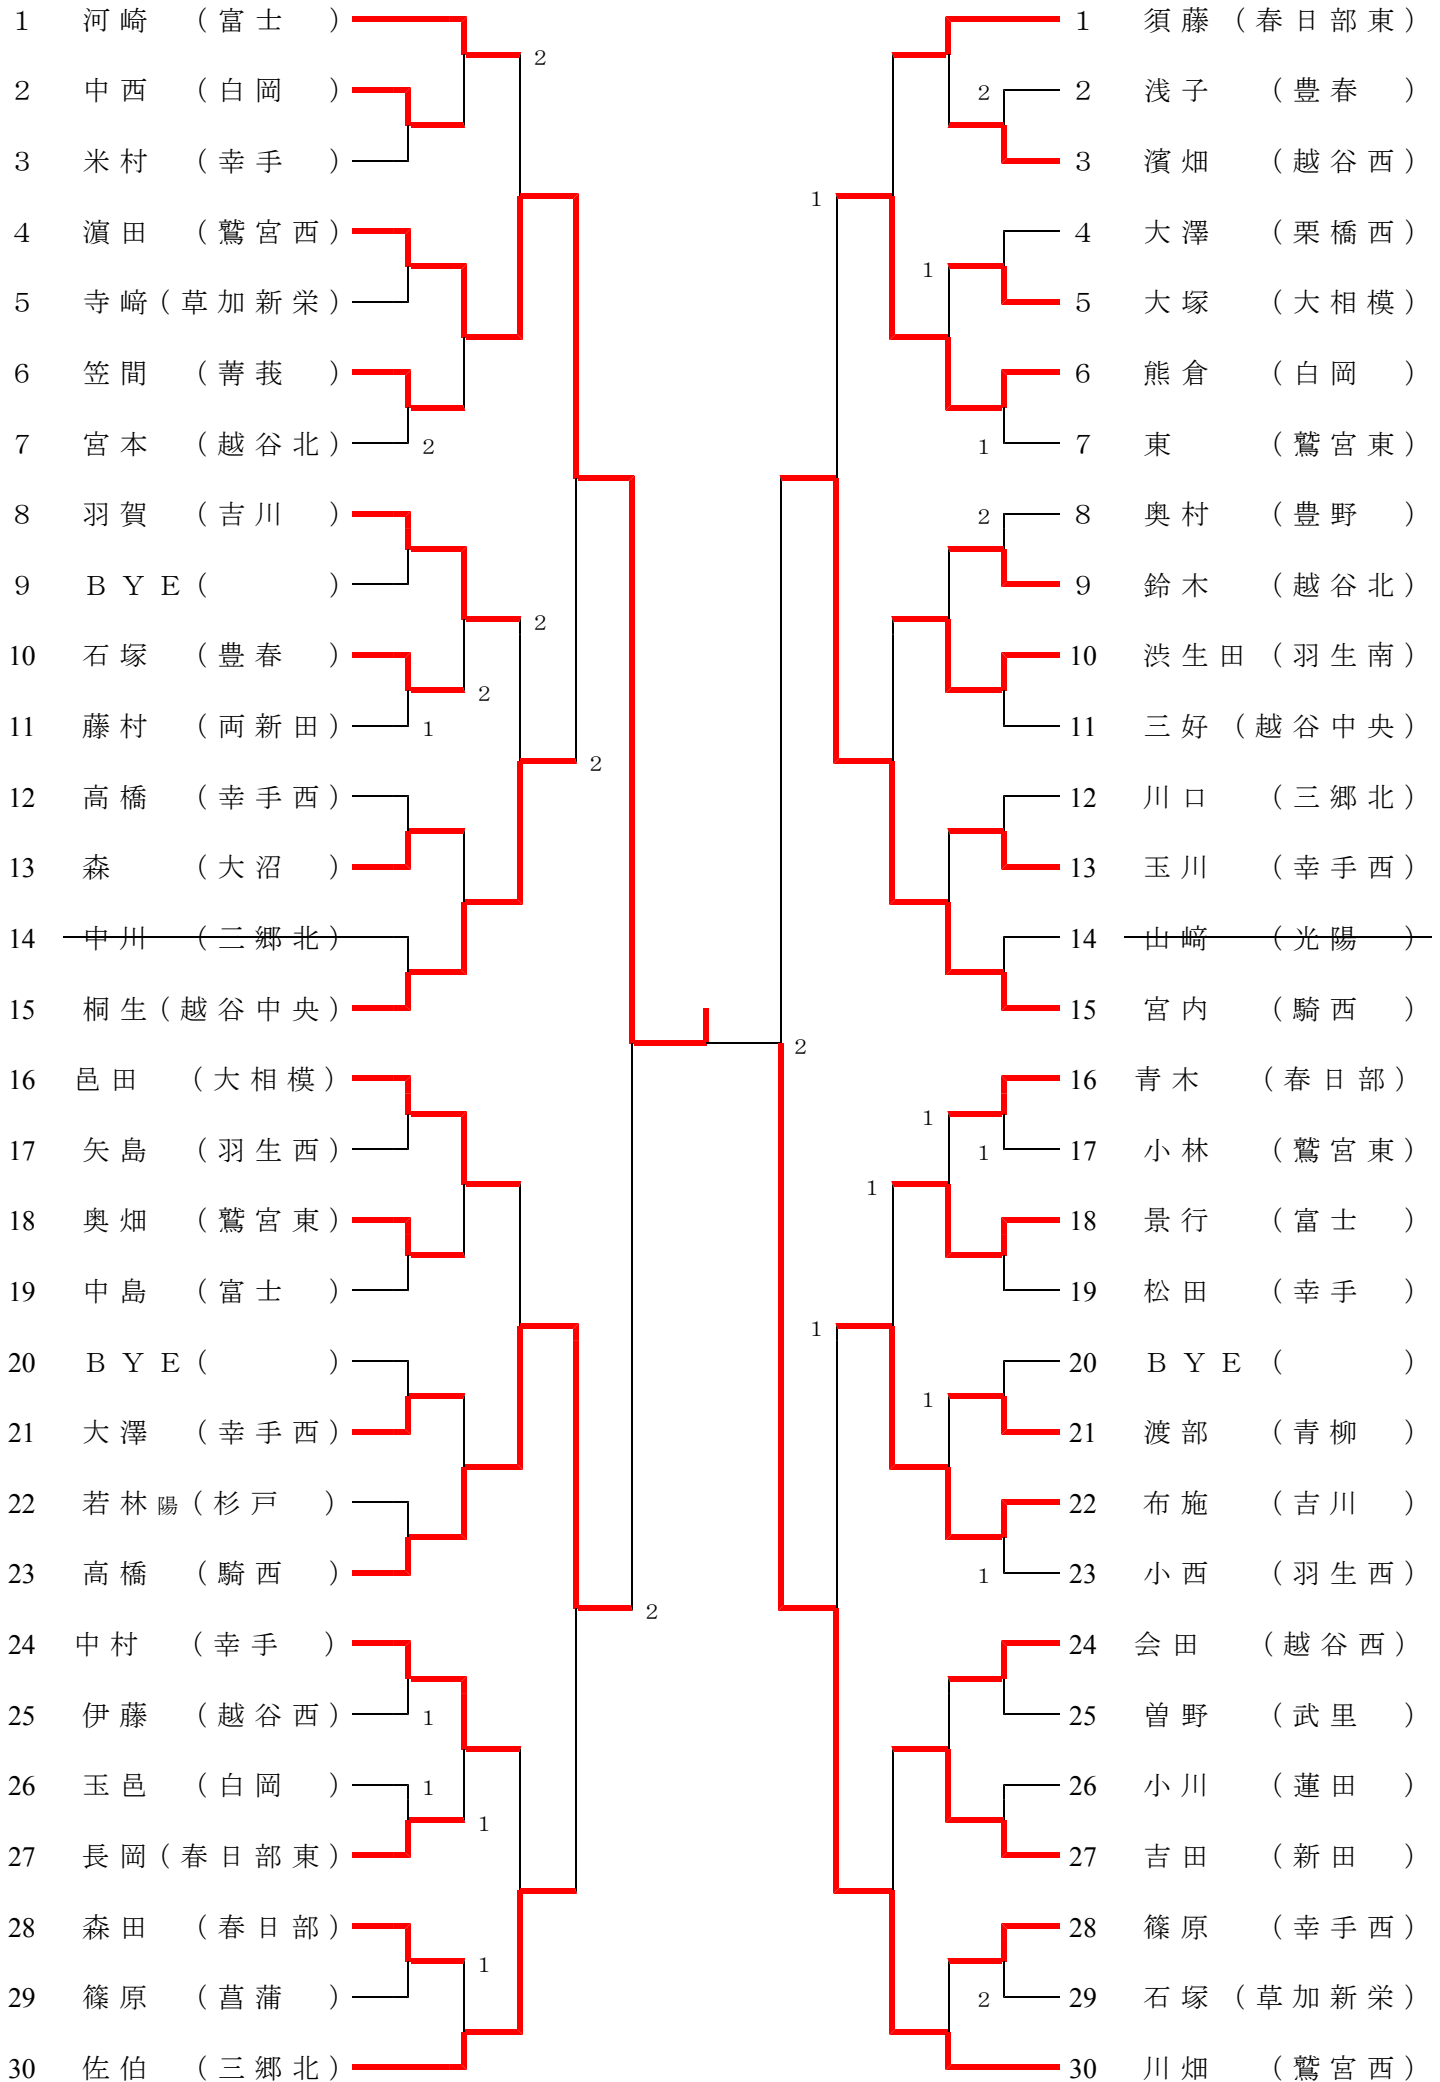 1 河崎 （富士 ）
2 中西 （白岡 ）
3 米村 （幸手 ）
4 濵田 （鷲宮西）
5 寺﨑（草加新栄）
6 笠間 （菁莪 ）
7 宮本 （越谷北）
8 羽賀 （吉川 ）
9 ＢＹＥ（ ）
10 石塚 （豊春 ）
11 藤村 （両新田）
12 高橋 （幸手西）
13 森 （大沼 ）
14 中川 （三郷北）
15 桐生（越谷中央）
16 邑田 （大相模）
17 矢島 （羽生西）
18 奥畑 （鷲宮東）
19 中島 （富士 ）
20 ＢＹＥ（ ）
21 大澤 （幸手西）
22 若林陽（杉戸 ）
23 高橋 （騎西 ）
24 中村 （幸手 ）
25 伊藤 （越谷西）
26 玉邑 （白岡 ）
27 長岡（春日部東）
28 森田 （春日部）
29 篠原 （菖蒲 ）
30 佐伯 （三郷北）
2
2
2
2
1
2
2
1
1
1
1
2
2
1
2
1
1
1
2
1
1
1
1
1
1
2
1 須藤（春日部東）
2 浅子 （豊春 ）
3 濱畑 （越谷西）
4 大澤 （栗橋西）
5 大塚 （大相模）
6 熊倉 （白岡 ）
7 東 （鷲宮東）
8 奥村 （豊野 ）
9 鈴木 （越谷北）
10 渋生田（羽生南）
11 三好（越谷中央）
12 川口 （三郷北）
13 玉川 （幸手西）
14 山﨑 （光陽 ）
15 宮内 （騎西 ）
16 青木 （春日部）
17 小林 （鷲宮東）
18 景行 （富士 ）
19 松田 （幸手 ）
20 ＢＹＥ（ ）
21 渡部 （青柳 ）
22 布施 （吉川 ）
23 小西 （羽生西）
24 会田 （越谷西）
25 曽野 （武里 ）
26 小川 （蓮田 ）
27 吉田 （新田 ）
28 篠原 （幸手西）
29 石塚（草加新栄）
30 川畑 （鷲宮西）